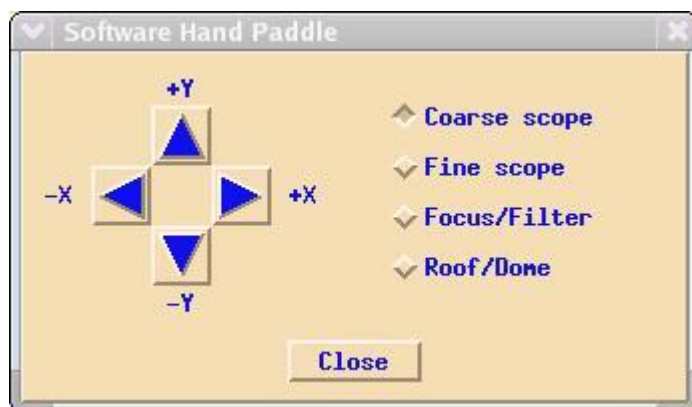 Software Hand Paddle
+Y
-X
+X
-Y
Coarse scope
Fine scope
Focus/Filter
Roof/Dome
Close